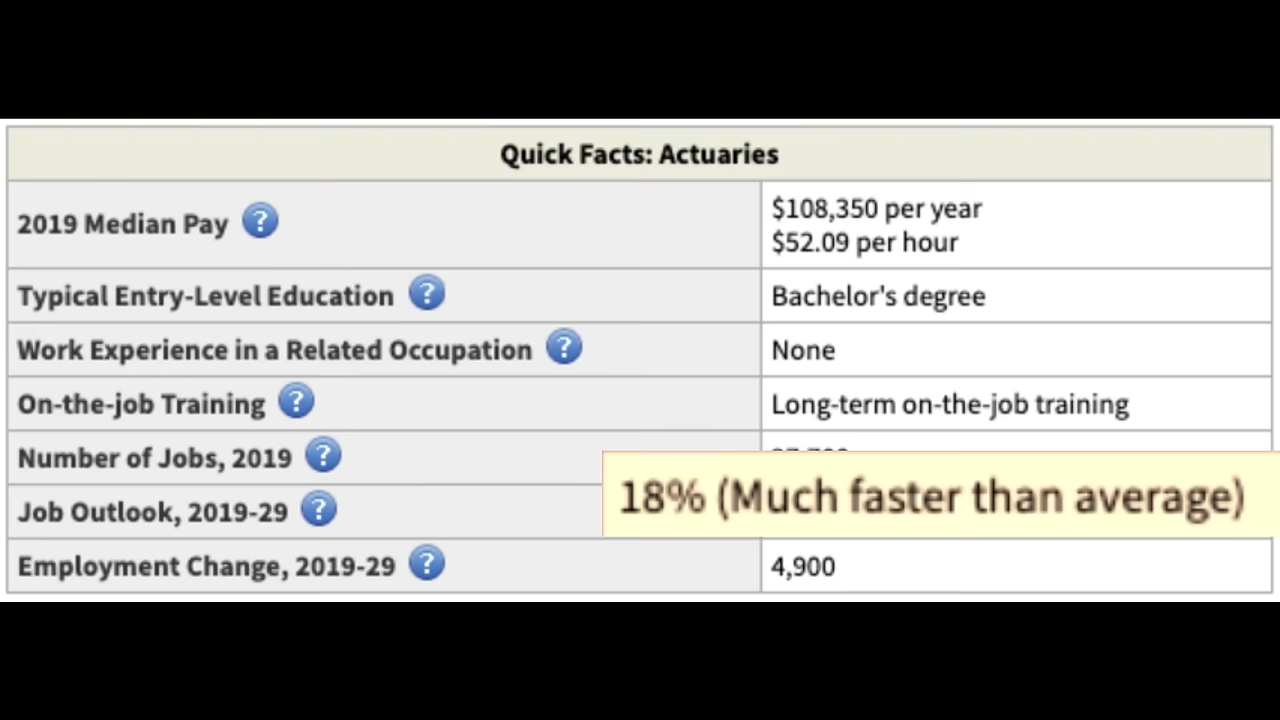 Quick Facts: Actuaries
2019 Median Pay ?
$108,350 per year
$52.09 per hour
Typical Entry-Level Education ?
Bachelor's degree
Work Experience in a Related Occupation ?
None
On-the-job Training ?
Long-term on-the-job training
Number of Jobs, 2019 ?
Job Outlook, 2019-29 ?
18% (Much faster than average)
Employment Change, 2019-29 ?
4,900